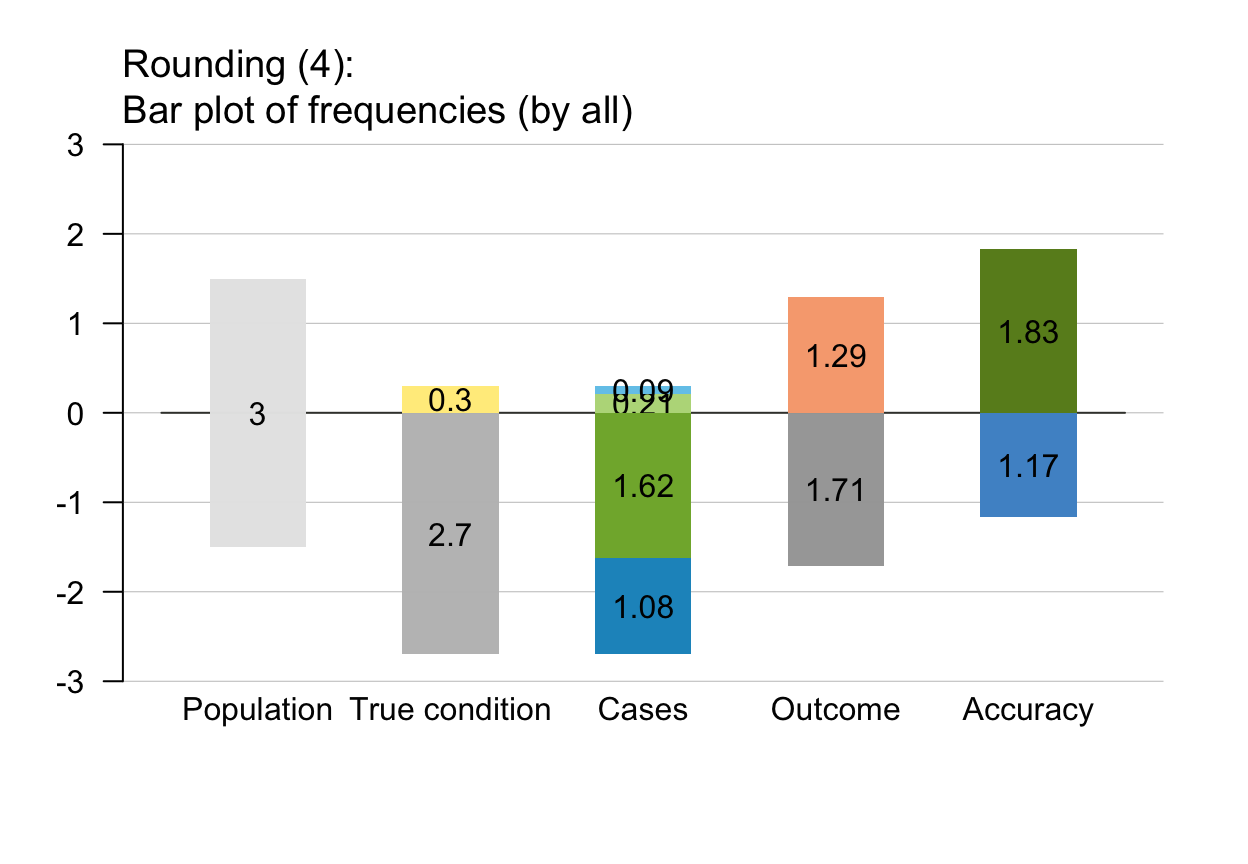 Rounding (4):
Bar plot of frequencies (by all)
3
2
1
0
-1
-2
-3
3
0.3
2.7
0.09
0.21
1.62
1.08
1.29
1.71
1.83
1.17
Population
True condition
Cases
Outcome
Accuracy